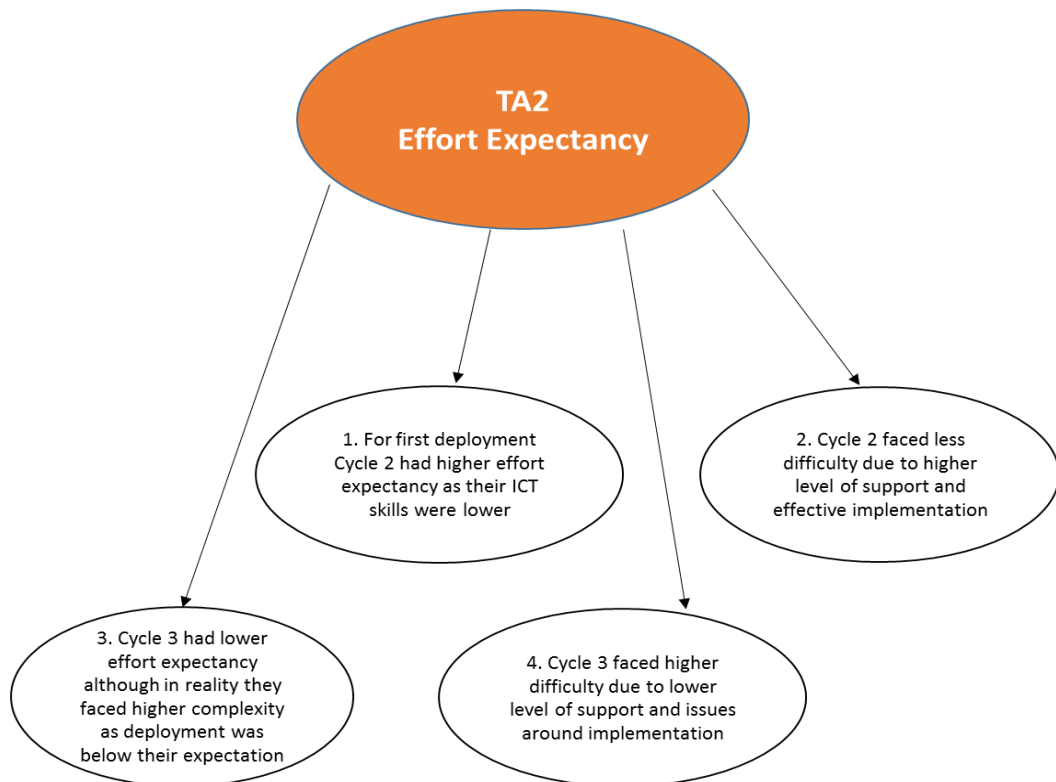 TA2
Effort Expectancy
1. For first deployment
Cycle 2 had higher effort
expectancy as their ICT
skills were lower
2. Cycle 2 faced less
difficulty due to higher
level of support and
effective implementation
3. Cycle 3 had lower
effort expectancy
although in reality they
faced higher complexity
as deployment was
below their expectation
4. Cycle 3 faced higher
difficulty due to lower
level of support and issues
around implementation